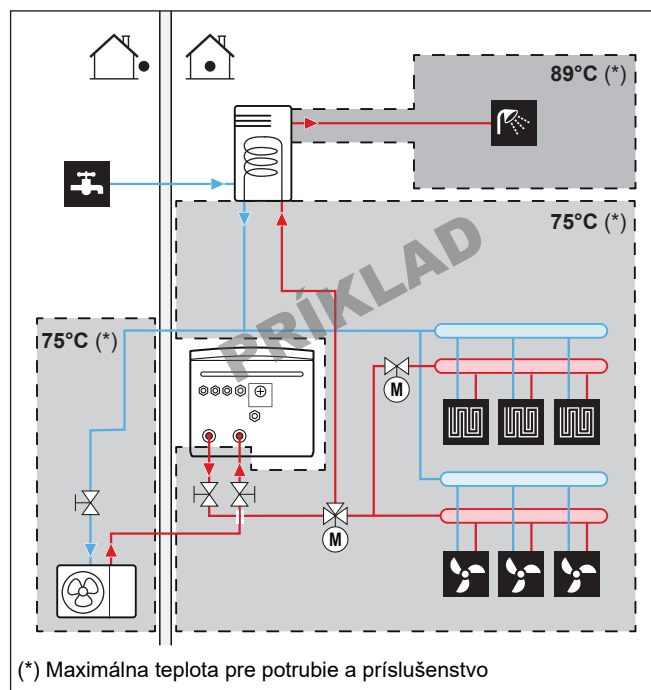 89°C (*)
75°C (*)
PRÍKLAD
75°C (*)
M
M
(*) Maximálna teplota pre potrubie a príslušenstvo